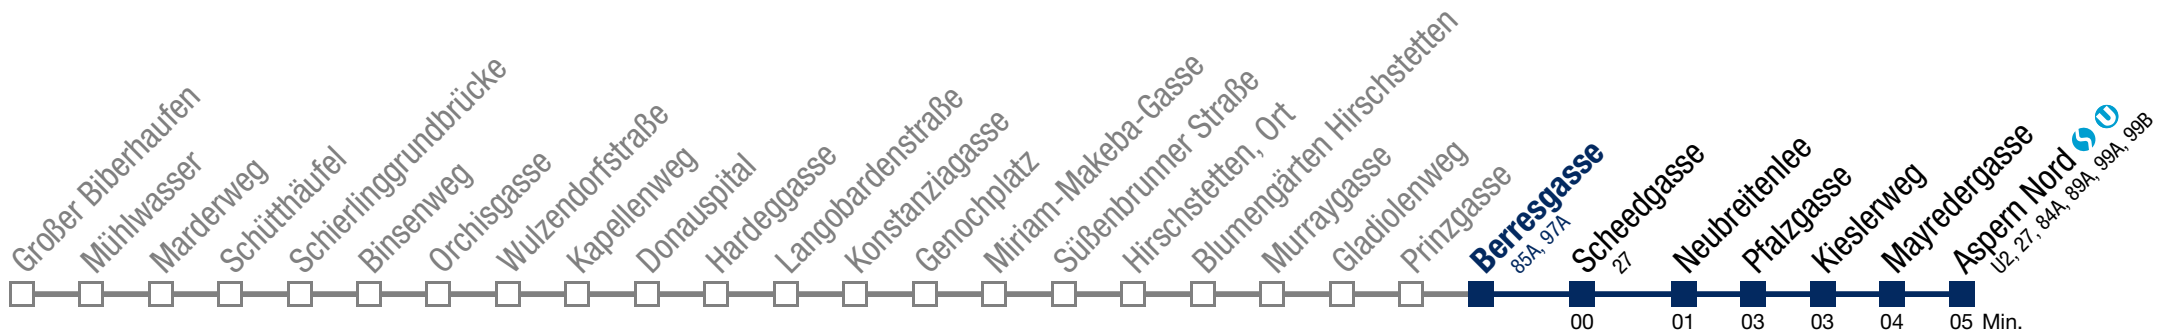 Großer Biberhaufen
Mühlwasser
Marderweg
Schütthäufel
Schierlinggrundbrücke
Binsenweg
Orchisgasse
Wulzendorfstraße
Kapellenweg
Donauspital
Hardeggasse
Langobardenstraße
Konstanziagasse
Genochplatz
Miriam-Makeba-Gasse
Süßenbrunner Straße
Hirschstetten, Ort
Blumengärten Hirschstetten
Murraygasse
Gladiolenweg
Prinzgasse
Berresgasse
85A, 97A
Scheedgasse
27
Neubreitenlee
Pfalzgasse
Kieslerweg
Mayredergasse
Aspern Nord S U
U2, 27, 84A, 89A, 99A, 99B
00 01 03 03 04 05 Min.